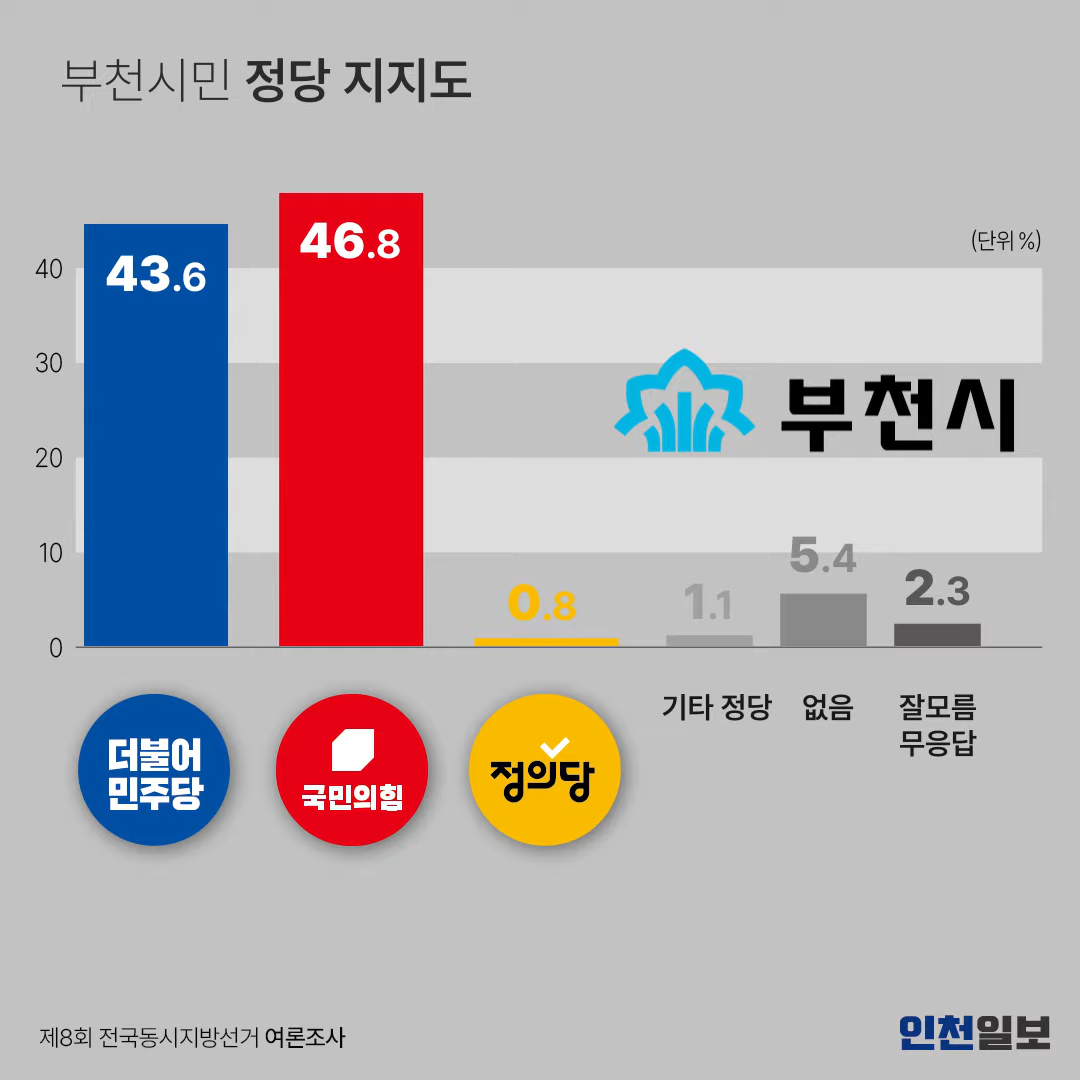 부천시민 정당 지지도
(단위 %)
43.6
46.8
40
30
20
10
0
부천시
0.8
1.1
5.4
2.3
기타 정당
없음
잘모름
무응답
더불어
민주당
국민의힘
정의당
제8회 전국동시지방선거 여론조사
인천일보